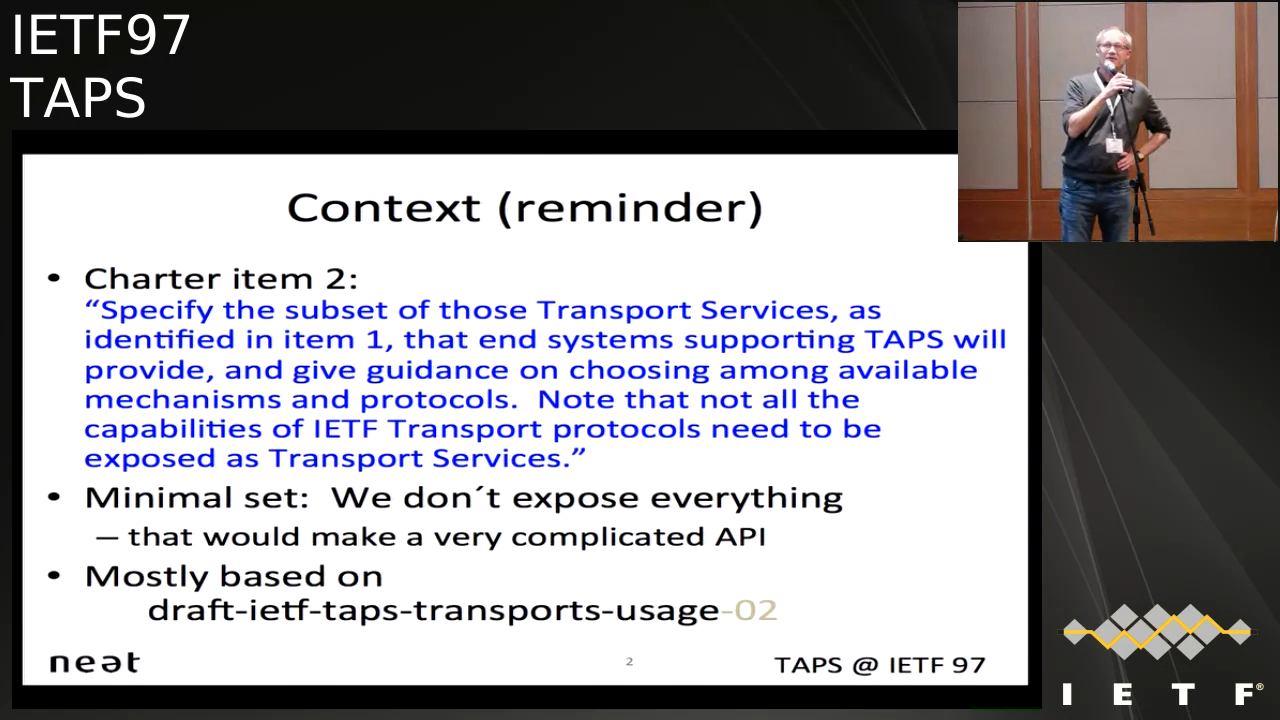 IETF97
TAPS
Context (reminder)
• Charter item 2:
“Specify the subset of those Transport Services, as
identified in item 1, that end systems supporting TAPS will
provide, and give guidance on choosing among available
mechanisms and protocols.  Note that not all the
capabilities of IETF Transport protocols need to be
exposed as Transport Services.”
• Minimal set:  We don´t expose everything
– that would make a very complicated API
• Mostly based on
draft-ietf-taps-transports-usage-02
neat
2
TAPS @ IETF 97
I E T F®